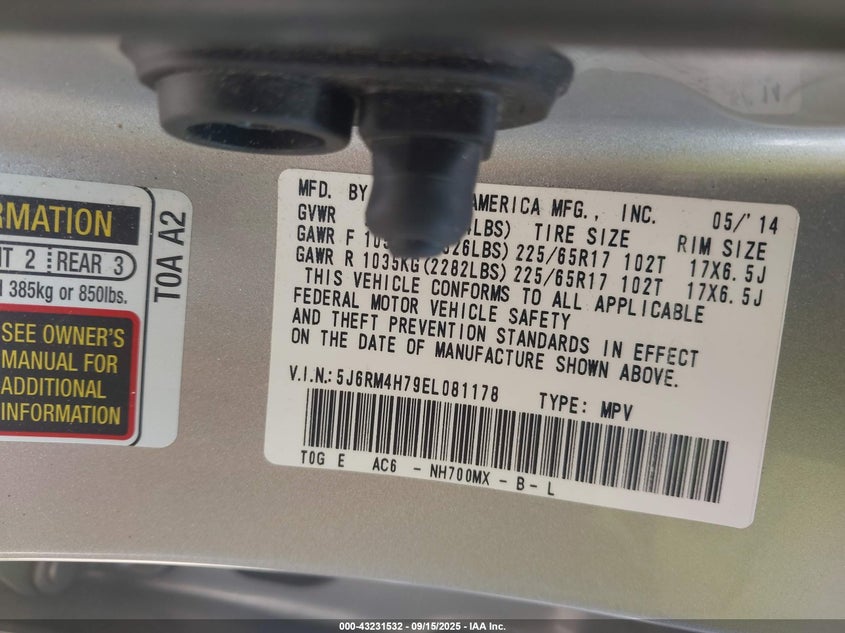 RMATION
T 2 REAR 3
385kg or 850lbs.
SEE OWNER'S
MANUAL FOR
ADDITIONAL
INFORMATION
TOA A2
MFD. BY AMERICA MFG., INC. 05/'14
GVWR LBS) TIRE SIZE RIM SIZE
GAWR F 225/65R17 102T 17X6.5J
GAWR R 1035KG(2282LBS) 225/65R17 102T 17X6.5J
THIS VEHICLE CONFORMS TO ALL APPLICABLE
FEDERAL MOTOR VEHICLE SAFETY
AND THEFT PREVENTION STANDARDS IN EFFECT
ON THE DATE OF MANUFACTURE SHOWN ABOVE.
V.I.N.: 5J6RM4H79EL081178 TYPE: MPV
TOG E AC6 - NH700MX - B - L
000-43231532 - 09/15/2025 - IAA Inc.